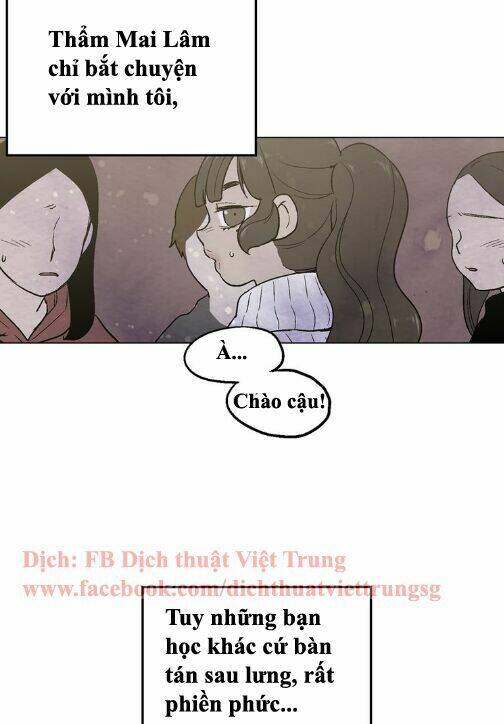 Thẩm Mai Lâm
chỉ bắt chuyện
với mình tôi,
À...
Chào cậu!
Dịch: FB Dịch thuật Việt Trung
www.facebook.com/dichthuatviettrungsg
Tuy những bạn
học khác cứ bàn
tán sau lưng, rất
phiền phức...